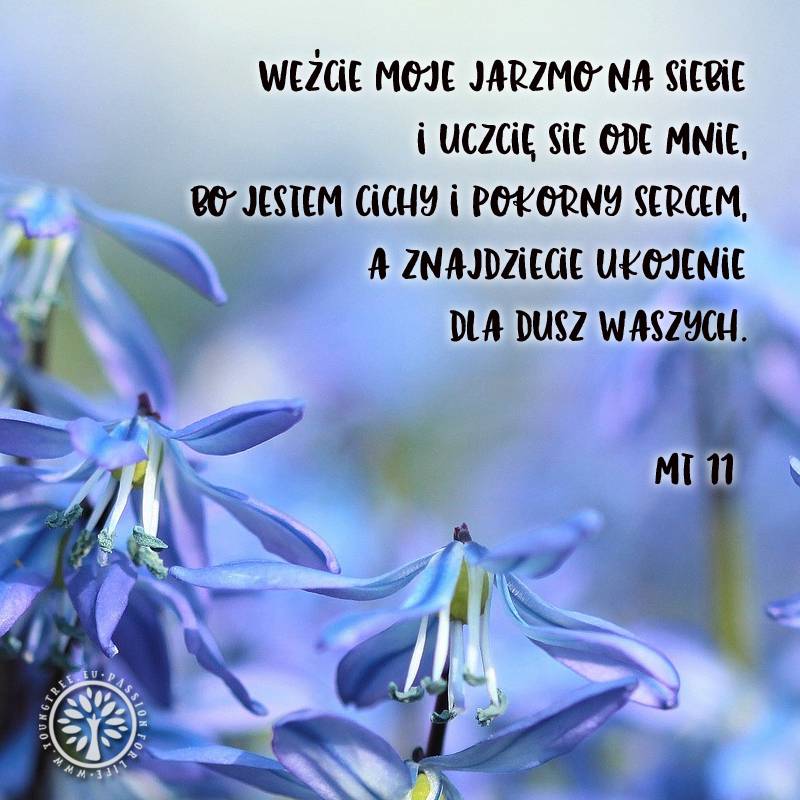 WEŹCIE MOJE JARZMO NA SIEBIE
I UCZCIĘ SIE ODE MNIE,
BO JESTEM CICHY I POKORNY SERCEM,
A ZNAJDZIECIE UKOJENIE
DLA DUSZ WASZYCH.
MT 11
WWW.YOUNGTREE.EU • PASSION FOR LIFE •